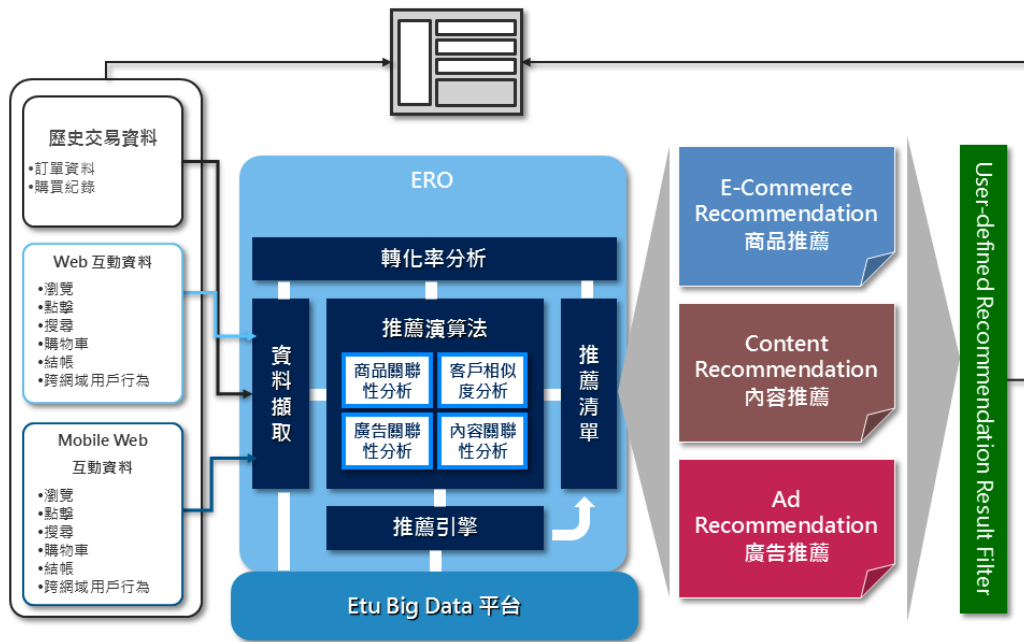 歷史交易資料
•訂單資料
•購買紀錄
Web 互動資料
•瀏覽
•點擊
•搜尋
•購物車
•結帳
•跨網域用戶行為
Mobile Web
互動資料
•瀏覽
•點擊
•搜尋
•購物車
•結帳
•跨網域用戶行為
ERO
轉化率分析
資料擷取
推薦演算法
商品關聯
性分析
客戶相似
度分析
廣告關聯
性分析
內容關聯
性分析
推薦清單
推薦引擎
Etu Big Data 平台
E-Commerce
Recommendation
商品推薦
Content
Recommendation
內容推薦
Ad
Recommendation
廣告推薦
User-defined Recommendation Result Filter